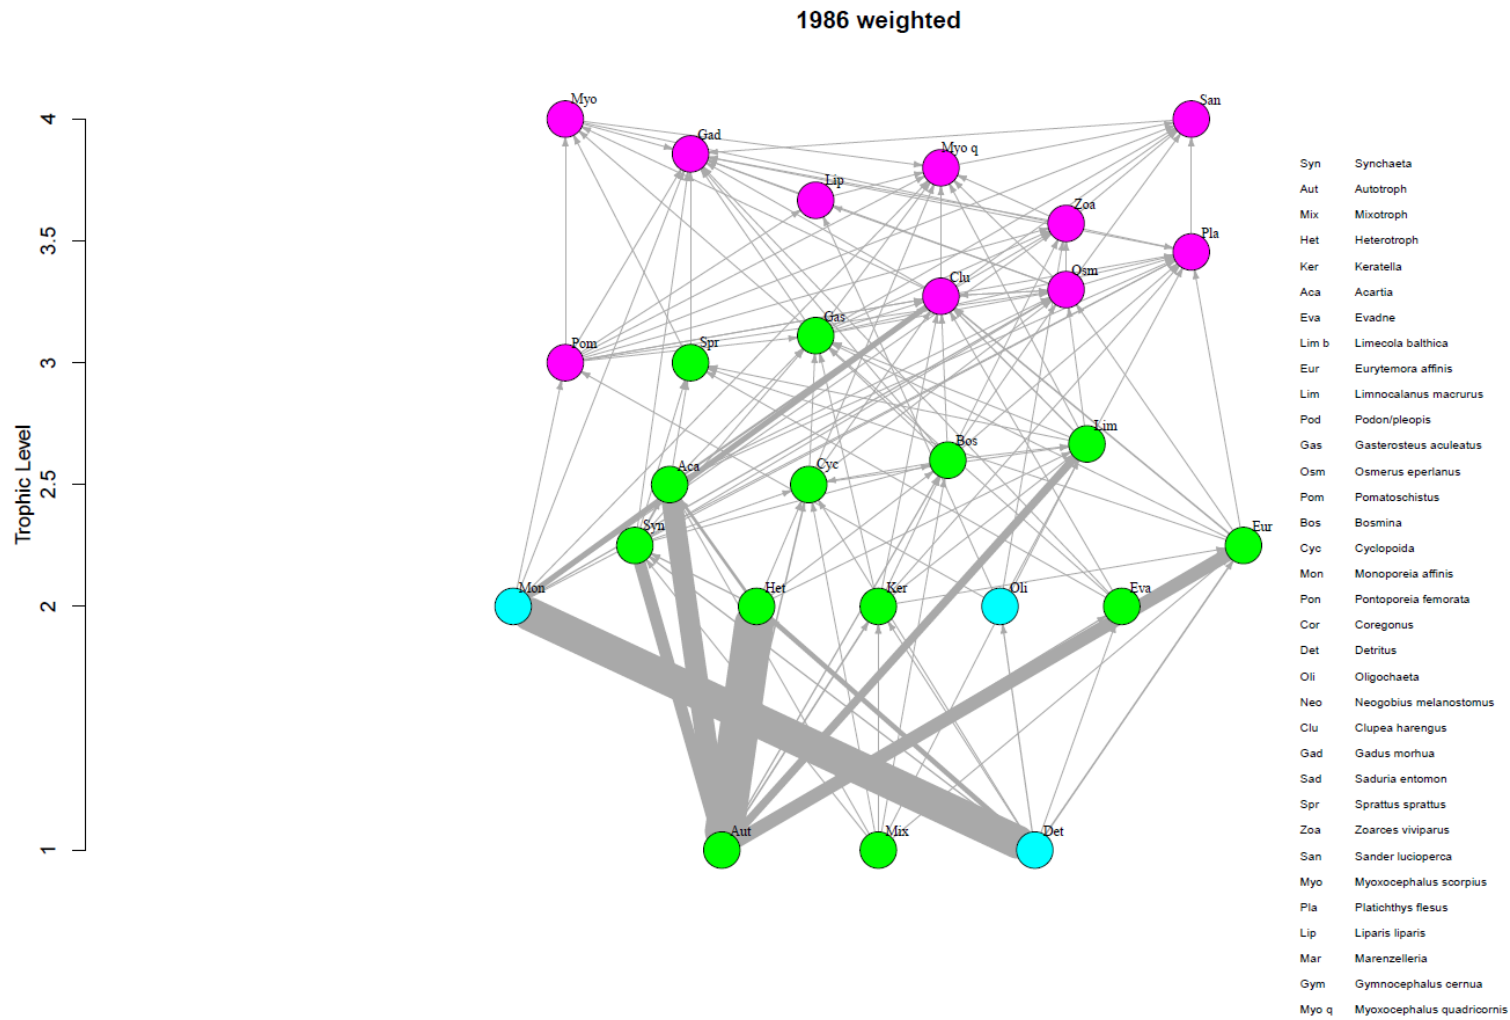 1986 weighted
Myo
San
4
Gad
Myo q
Syn Synchaeta
Lip
Aut Autotroph
Zoa
Mix Mixotroph
Pla
3.5
Het Heterotroph
Ker Keratella
Clu
Osm
Aca Acartia
Gas
Eva Evadne
Pom
Spr
Lim b Limecola balthica
3
Eur Eurytemora affinis
Lim Limnocalanus macrurus
Lim
Pod Podon/pleopis
Bos
Gas Gasterosteus aculeatus
Aca
Cyc
Trophic Level
2.5
Osm Osmerus eperlanus
Pom Pomatoschistus
Syn
Eur
Bos Bosmina
Cyc Cyclopoida
Mon Monoporeia affinis
Mon
Het
Ker
Oli
Eva
2
Pon Pontoporeia femorata
Cor Coregonus
Det Detritus
Oli Oligochaeta
Neo Neogobius melanostomus
Clu Clupea harengus
Gad Gadus morhua
Sad Saduria entomon
Spr Sprattus sprattus
Aut
Mix
Det
1
Zoa Zoarces viviparus
San Sander lucioperca
Myo Myoxocephalus scorpius
Pla Platichthys flesus
Lip Liparis liparis
Mar Marenzelleria
Gym Gymnocephalus cernua
Myo q Myoxocephalus quadricornis